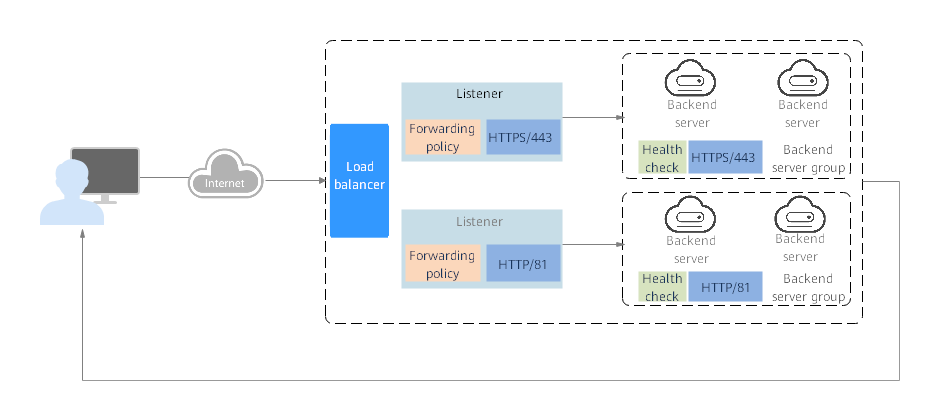 Internet
Load
balancer
Listener
Forwarding
policy
HTTPS/443
Listener
Forwarding
policy
HTTP/81
Backend
server
Backend
server
Health
check
HTTPS/443
Backend
server group
Backend
server
Backend
server
Health
check
HTTP/81
Backend
server group